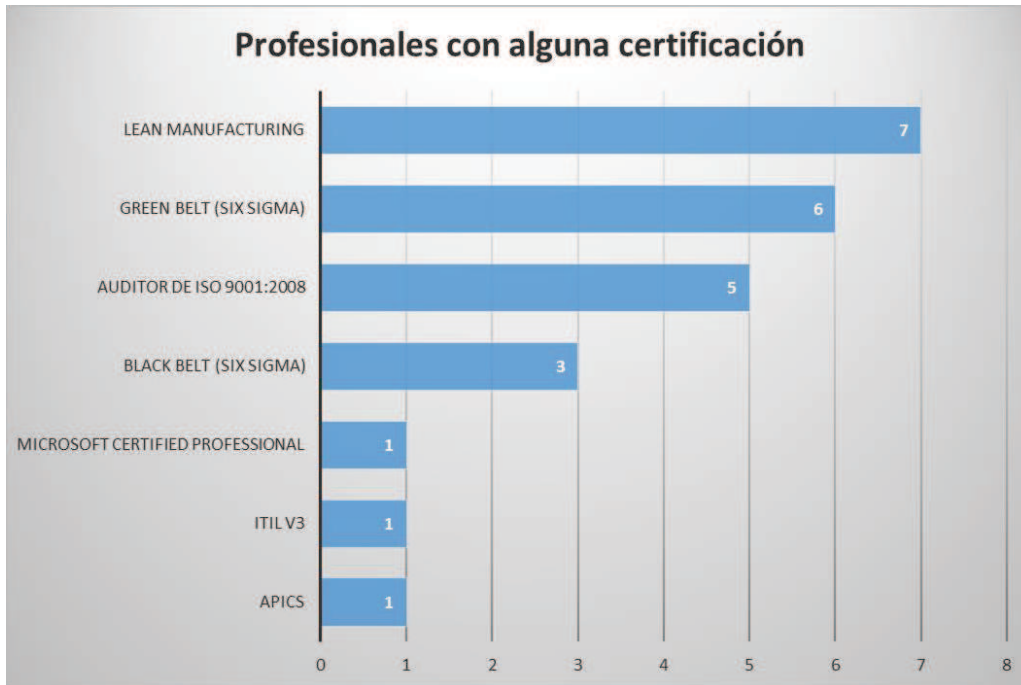 Profesionales con alguna certificación
LEAN MANUFACTURING
7
GREEN BELT (SIX SIGMA)
6
AUDITOR DE ISO 9001:2008
5
BLACK BELT (SIX SIGMA)
3
MICROSOFT CERTIFIED PROFESSIONAL
1
ITIL V3
1
APICS
1
0 1 2 3 4 5 6 7 8